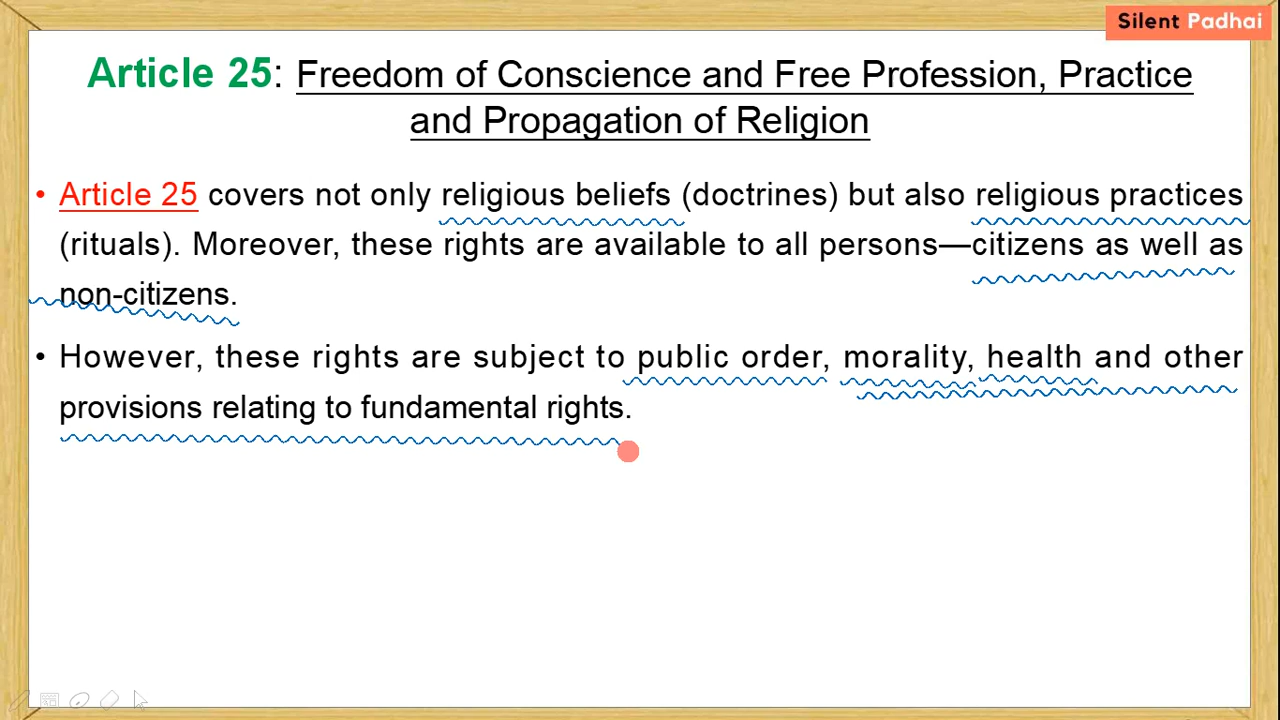 Silent Padhai
Article 25: Freedom of Conscience and Free Profession, Practice
and Propagation of Religion
• Article 25 covers not only religious beliefs (doctrines) but also religious practices
(rituals). Moreover, these rights are available to all persons—citizens as well as
non-citizens.
• However, these rights are subject to public order, morality, health and other
provisions relating to fundamental rights.